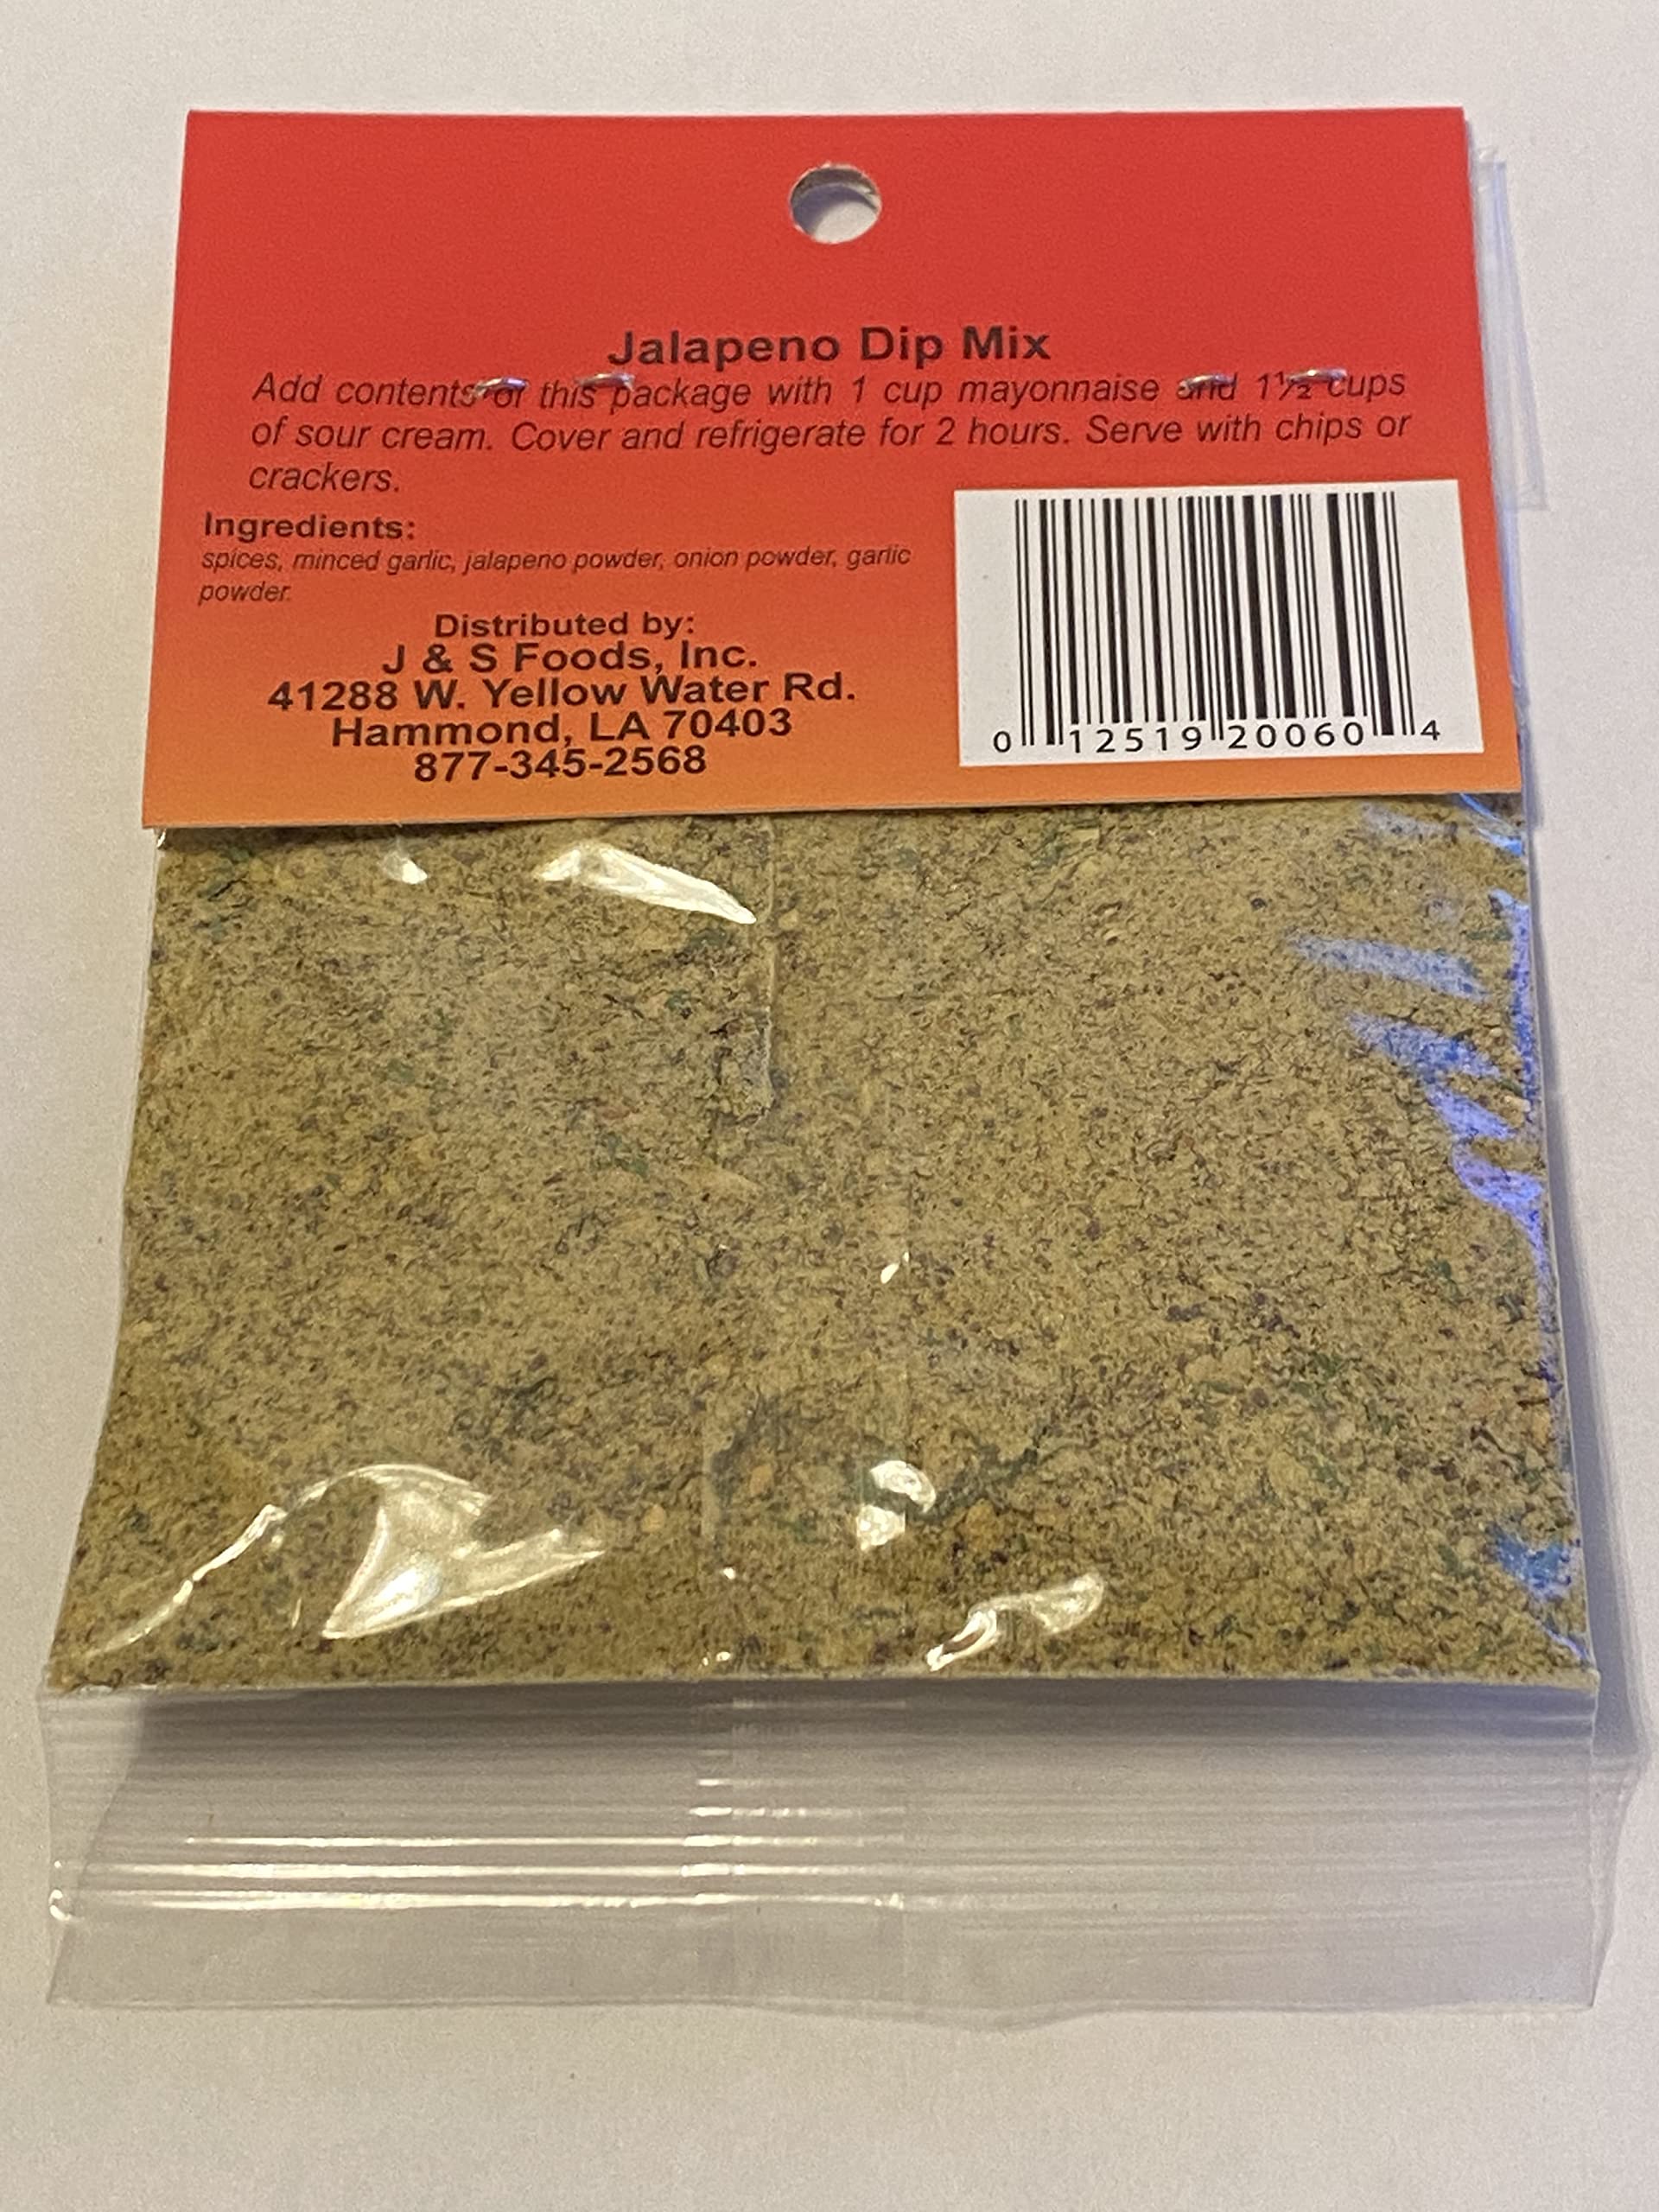 Jalapeno Dip Mix
Add contents of this package with 1 cup mayonnaise and 1½ cups
of sour cream. Cover and refrigerate for 2 hours. Serve with chips or
crackers.
Ingredients:
spices, minced garlic, jalapeno powder, onion powder, garlic
powder.
Distributed by:
J & S Foods, Inc.
41288 W. Yellow Water Rd.
Hammond, LA 70403
877-345-2568
0 12519 20060 4